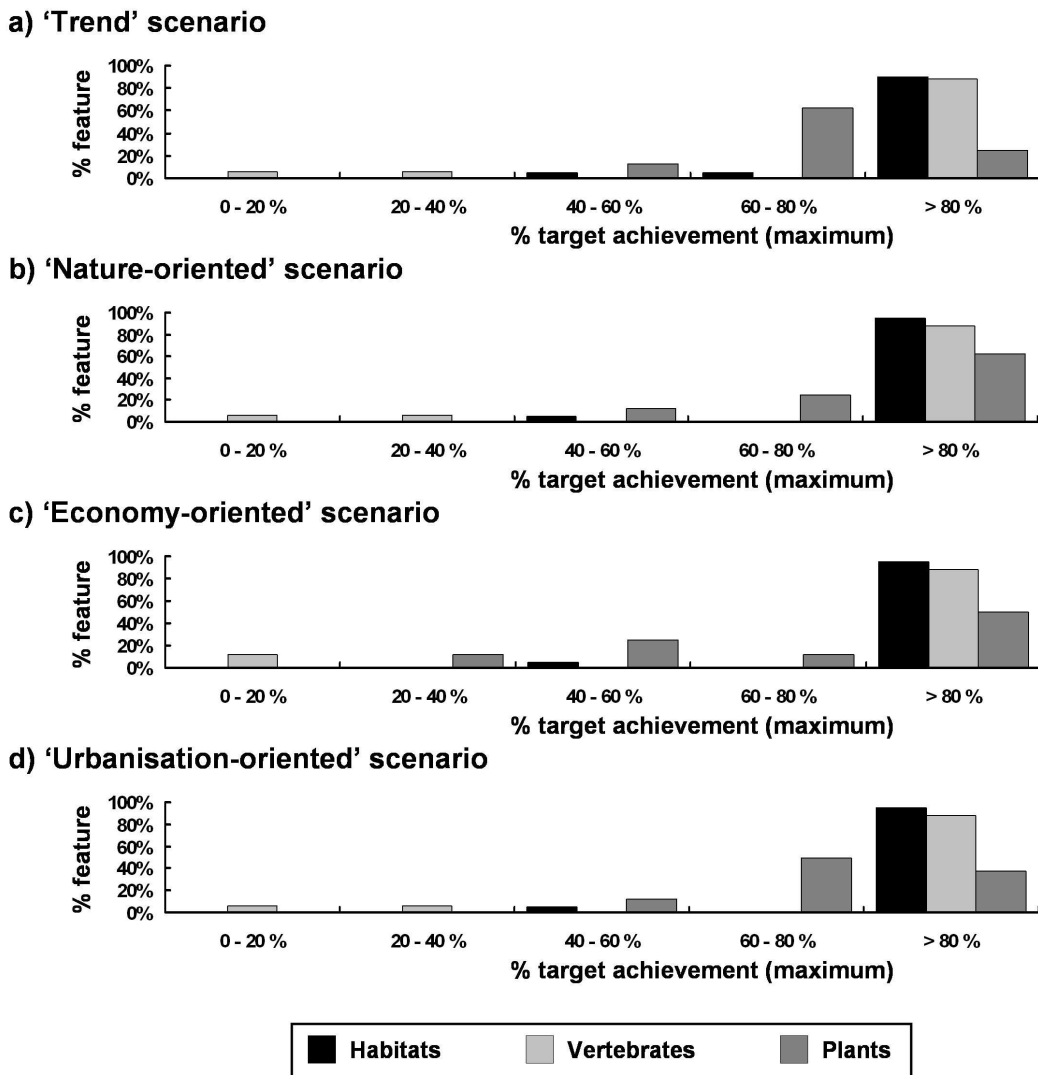 a) ‘Trend’ scenario
% feature
100%
80%
60%
40%
20%
0%
0 - 20 % 20 - 40 % 40 - 60 % 60 - 80 % > 80 %
% target achievement (maximum)
b) ‘Nature-oriented’ scenario
% feature
100%
80%
60%
40%
20%
0%
0 - 20 % 20 - 40 % 40 - 60 % 60 - 80 % > 80 %
% target achievement (maximum)
c) ‘Economy-oriented’ scenario
% feature
100%
80%
60%
40%
20%
0%
0 - 20 % 20 - 40 % 40 - 60 % 60 - 80 % > 80 %
% target achievement (maximum)
d) ‘Urbanisation-oriented’ scenario
% feature
100%
80%
60%
40%
20%
0%
0 - 20 % 20 - 40 % 40 - 60 % 60 - 80 % > 80 %
% target achievement (maximum)
Habitats Vertebrates Plants